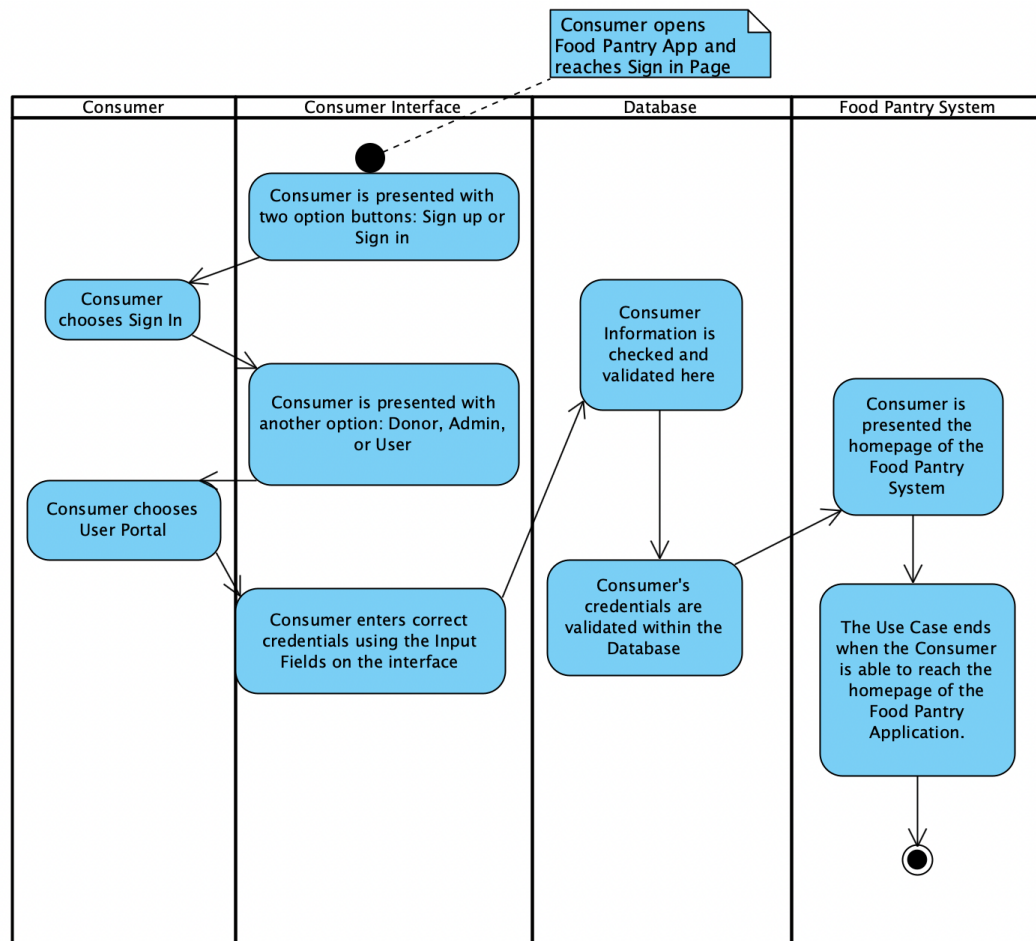 Consumer opens
Food Pantry App and
reaches Sign in Page
Consumer
Consumer Interface
Database
Food Pantry System
Consumer is presented with
two option buttons: Sign up or
Sign in
Consumer
chooses Sign In
Consumer is presented with
another option: Donor, Admin,
or User
Consumer chooses
User Portal
Consumer enters correct
credentials using the Input
Fields on the interface
Consumer
Information is
checked and
validated here
Consumer's
credentials are
validated within the
Database
Consumer is
presented the
homepage of the
Food Pantry
System
The Use Case ends
when the Consumer
is able to reach the
homepage of the
Food Pantry
Application.